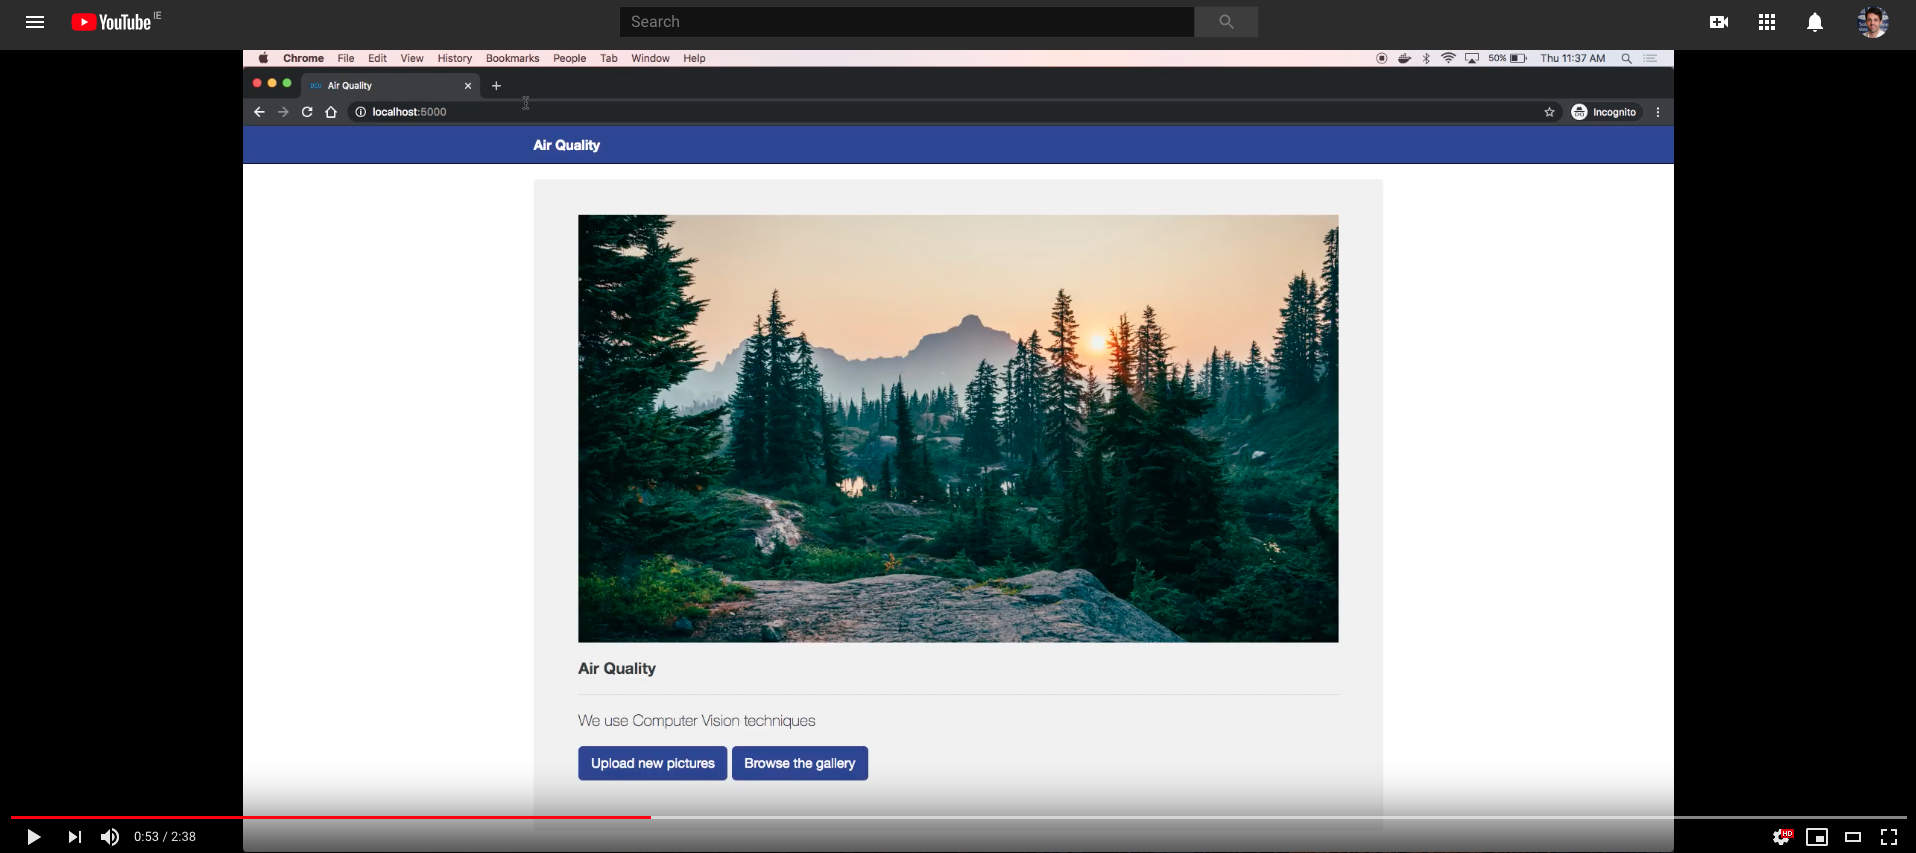 YouTube IE
Search
Chrome File Edit View History Bookmarks People Tab Window Help 50% Thu 11:37 AM
DCU Air Quality
localhost:5000 Incognito
Air Quality
Air Quality
We use Computer Vision techniques
Upload new pictures Browse the gallery
0:53 / 2:38 HD